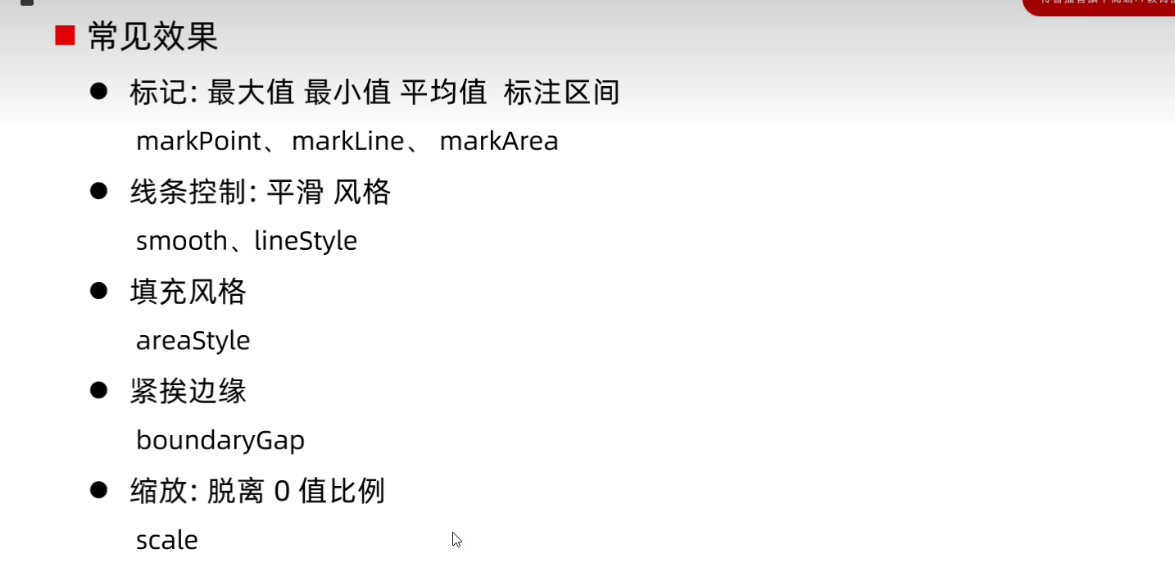 常见效果
标记: 最大值 最小值 平均值 标注区间
markPoint、markLine、 markArea
线条控制: 平滑 风格
smooth、lineStyle
填充风格
areaStyle
紧挨边缘
boundaryGap
缩放: 脱离 0 值比例
scale